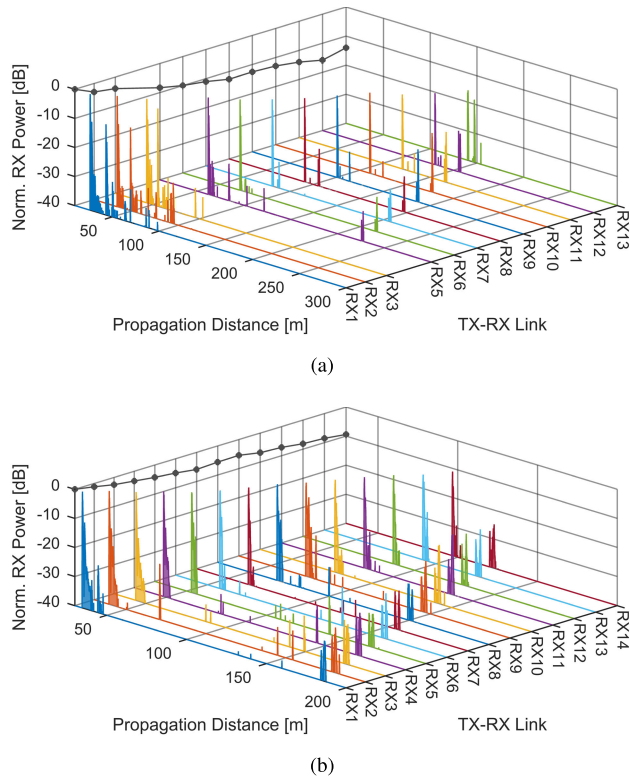 0
-10
-20
-30
-40
Norm. RX Power [dB]
50
100
150
200
250
300
Propagation Distance [m]
RX1
RX2
RX3
RX5
RX6
RX7
RX8
RX9
RX10
RX11
RX12
RX13
TX-RX Link
(a)
0
-10
-20
-30
-40
Norm. RX Power [dB]
50
100
150
200
Propagation Distance [m]
RX1
RX2
RX3
RX4
RX5
RX6
RX7
RX8
RX9
RX10
RX11
RX12
RX13
RX14
TX-RX Link
(b)